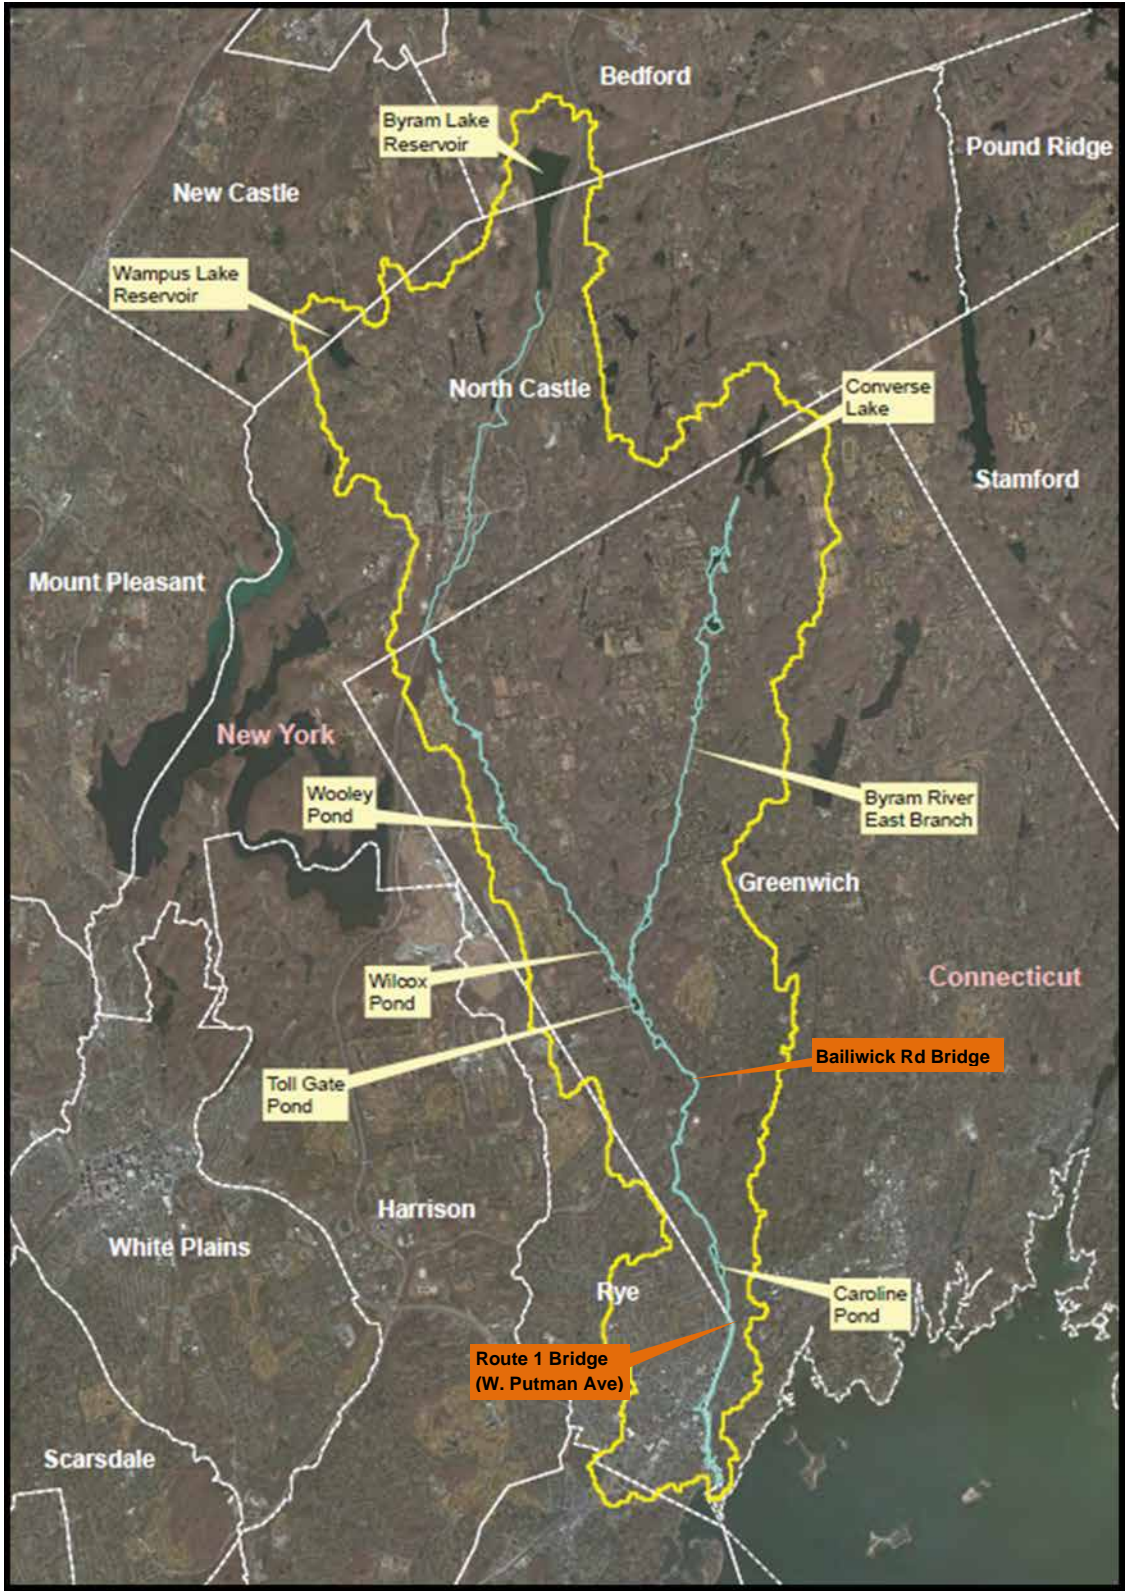 Bedford
Byram Lake
Reservoir
Pound Ridge
New Castle
Wampus Lake
Reservoir
North Castle
Converse
Lake
Stamford
Mount Pleasant
New York
Wooley
Pond
Byram River
East Branch
Greenwich
Wilcox
Pond
Connecticut
Bailiwick Rd Bridge
Toll Gate
Pond
Harrison
White Plains
Rye
Caroline
Pond
Route 1 Bridge
(W. Putman Ave)
Scarsdale